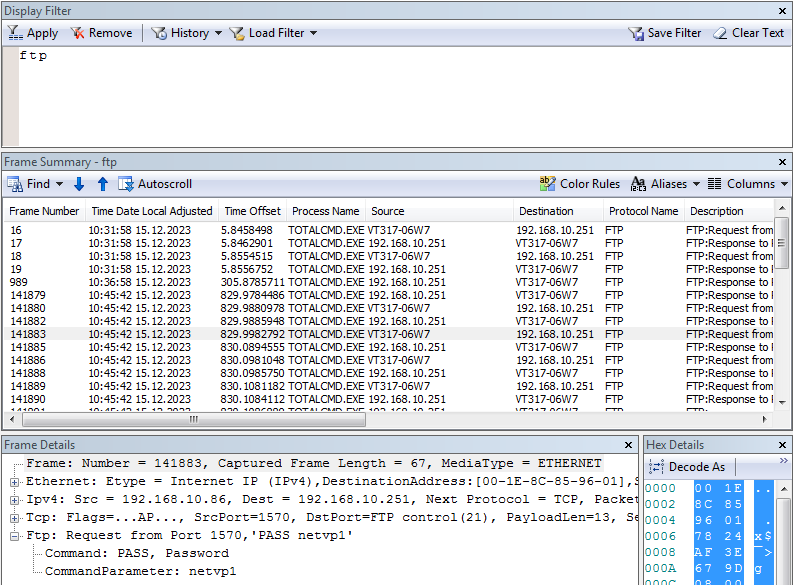 Display Filter ×
Apply Remove History Load Filter Save Filter Clear Text
ftp
Frame Summary - ftp ×
Find Autoscroll Color Rules Aliases Columns
Frame Number Time Date Local Adjusted Time Offset Process Name Source Destination Protocol Name Description
16 10:31:58 15.12.2023 5.8458498 TOTALCMD.EXE VT317-06W7 192.168.10.251 FTP FTP:Request from
17 10:31:58 15.12.2023 5.8462901 TOTALCMD.EXE 192.168.10.251 VT317-06W7 FTP FTP:Response to
18 10:31:58 15.12.2023 5.8554515 TOTALCMD.EXE VT317-06W7 192.168.10.251 FTP FTP:Request from
19 10:31:58 15.12.2023 5.8556752 TOTALCMD.EXE 192.168.10.251 VT317-06W7 FTP FTP:Response to
989 10:36:58 15.12.2023 305.8785711 TOTALCMD.EXE 192.168.10.251 VT317-06W7 FTP FTP:Response to
141879 10:45:42 15.12.2023 829.9784486 TOTALCMD.EXE 192.168.10.251 VT317-06W7 FTP FTP:Response to
141880 10:45:42 15.12.2023 829.9880978 TOTALCMD.EXE VT317-06W7 192.168.10.251 FTP FTP:Request from
141882 10:45:42 15.12.2023 829.9885948 TOTALCMD.EXE 192.168.10.251 VT317-06W7 FTP FTP:Response to
141883 10:45:42 15.12.2023 829.9982792 TOTALCMD.EXE VT317-06W7 192.168.10.251 FTP FTP:Request from
141885 10:45:42 15.12.2023 830.0894555 TOTALCMD.EXE 192.168.10.251 VT317-06W7 FTP FTP:Response to
141886 10:45:42 15.12.2023 830.0981048 TOTALCMD.EXE VT317-06W7 192.168.10.251 FTP FTP:Request from
141888 10:45:42 15.12.2023 830.0985750 TOTALCMD.EXE 192.168.10.251 VT317-06W7 FTP FTP:Response to
141889 10:45:42 15.12.2023 830.1081182 TOTALCMD.EXE VT317-06W7 192.168.10.251 FTP FTP:Request from
141890 10:45:42 15.12.2023 830.1084112 TOTALCMD.EXE 192.168.10.251 VT317-06W7 FTP FTP:Response to
Frame Details ×
Frame: Number = 141883, Captured Frame Length = 67, MediaType = ETHERNET
Ethernet: Etype = Internet IP (IPv4),DestinationAddress:[00-1E-8C-85-96-01],S
Ipv4: Src = 192.168.10.86, Dest = 192.168.10.251, Next Protocol = TCP, Packet
Tcp: Flags=...AP..., SrcPort=1570, DstPort=FTP control(21), PayloadLen=13, Se
Ftp: Request from Port 1570,'PASS netvp1'
Command: PASS, Password
CommandParameter: netvp1
Hex Details ×
Decode As »
0000 00 1E ..
0002 8C 85
0004 96 01 .
0006 78 24 x$
0008 AF 3E ¯>
000A 67 9D g